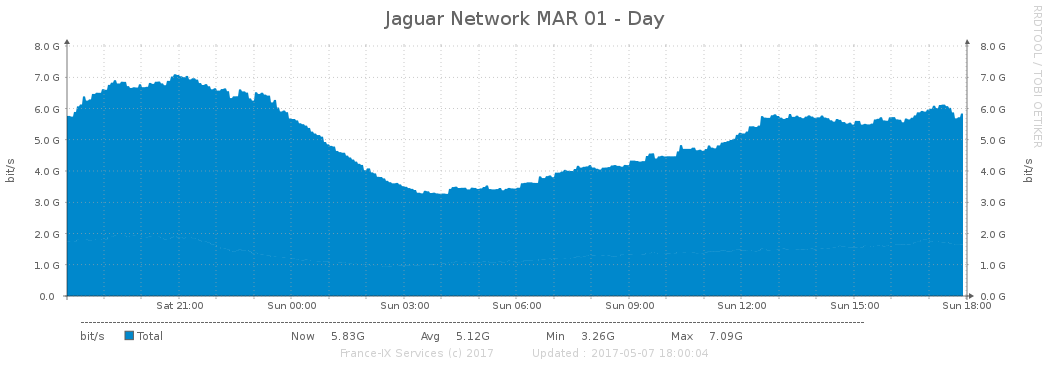 Jaguar Network MAR 01 - Day
RRDTOOL / TOBI OETIKER
8.0 G 8.0 G
7.0 G 7.0 G
6.0 G 6.0 G
5.0 G 5.0 G
4.0 G 4.0 G
3.0 G 3.0 G
2.0 G 2.0 G
1.0 G 1.0 G
0.0 0.0 G
bit/s bit/s
Sat 21:00 Sun 00:00 Sun 03:00 Sun 06:00 Sun 09:00 Sun 12:00 Sun 15:00 Sun 18:00
bit/s Total Now 5.83G Avg 5.12G Min 3.26G Max 7.09G
France-IX Services (c) 2017 Updated : 2017-05-07 18:00:04